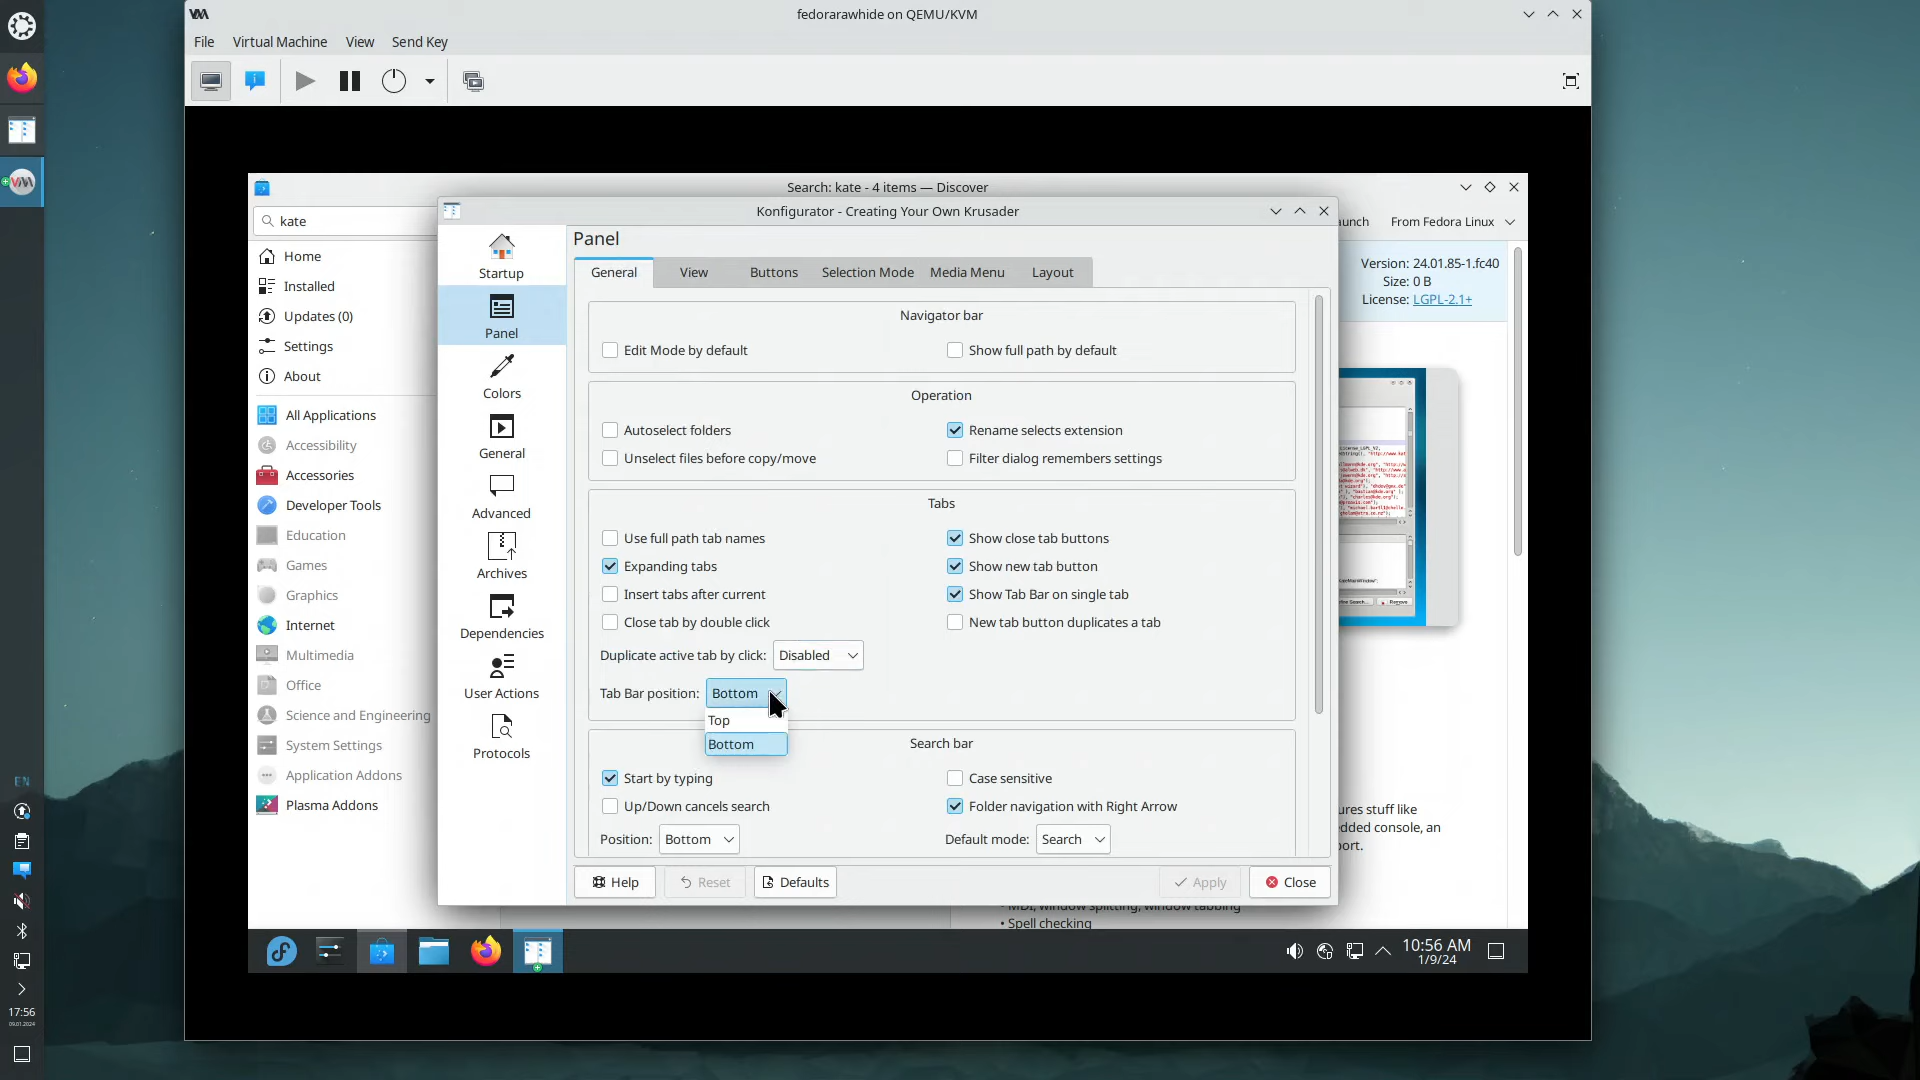 fedorarawhide on QEMU/KVM
File Virtual Machine View Send Key
Search: kate - 4 items — Discover
kate
Konfigurator - Creating Your Own Krusader
From Fedora Linux
Home
Installed
Updates (0)
Settings
About
All Applications
Accessibility
Accessories
Developer Tools
Education
Games
Graphics
Internet
Multimedia
Office
Science and Engineering
System Settings
Application Addons
Plasma Addons
Startup
Panel
Colors
General
Advanced
Archives
Dependencies
User Actions
Protocols
Panel
General View Buttons Selection Mode Media Menu Layout
Navigator bar
Edit Mode by default Show full path by default
Operation
Autoselect folders Rename selects extension
Unselect files before copy/move Filter dialog remembers settings
Tabs
Use full path tab names Show close tab buttons
Expanding tabs Show new tab button
Insert tabs after current Show Tab Bar on single tab
Close tab by double click New tab button duplicates a tab
Duplicate active tab by click: Disabled
Tab Bar position: Bottom
Top
Bottom
Search bar
Start by typing Case sensitive
Up/Down cancels search Folder navigation with Right Arrow
Position: Bottom Default mode: Search
Help Reset Defaults Apply Close
Version: 24.01.85-1.fc40
Size: 0 B
License: LGPL-2.1+
ures stuff like
dded console, an
port.
• MDI, window splitting, window tabbing
• Spell checking
10:56 AM
1/9/24
EN
17:56
09.01.2024